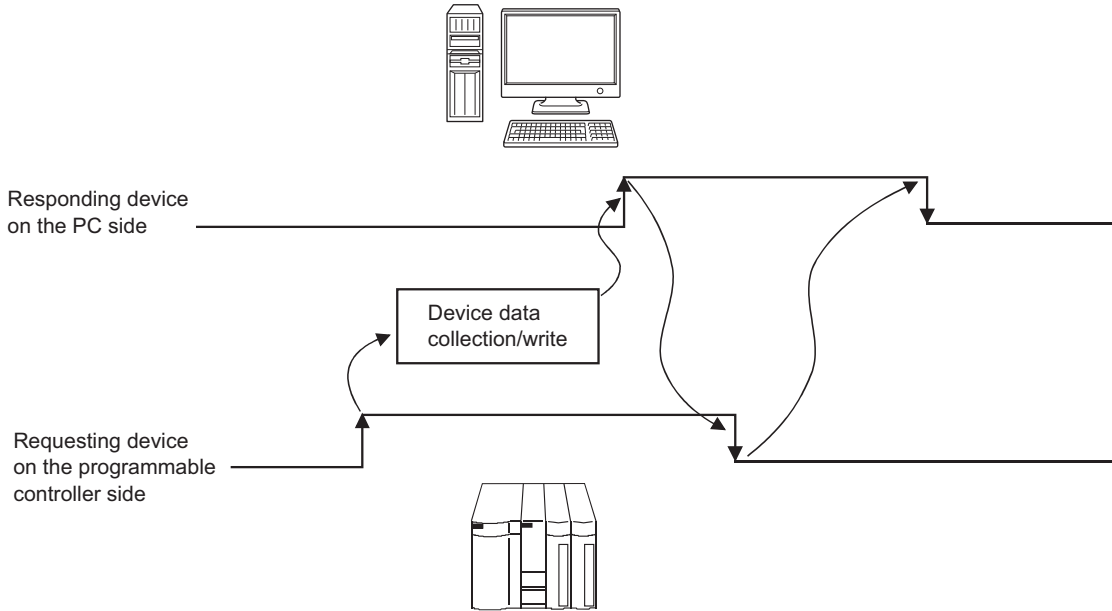 Responding device
on the PC side
Device data
collection/write
Requesting device
on the programmable
controller side